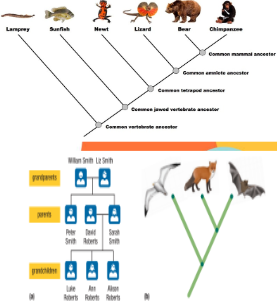 Lamprey Sunfish Newt Lizard Bear Chimpanzee
Common mammal ancestor
Common amniote ancestor
Common tetrapod ancestor
Common jawed vertebrate ancestor
Common vertebrate ancestor
William Smith Liz Smith
grandparents
parents
Peter Smith David Roberts Sarah Smith
grandchildren
Luke Roberts Ann Roberts Alison Roberts
(a)
(b)